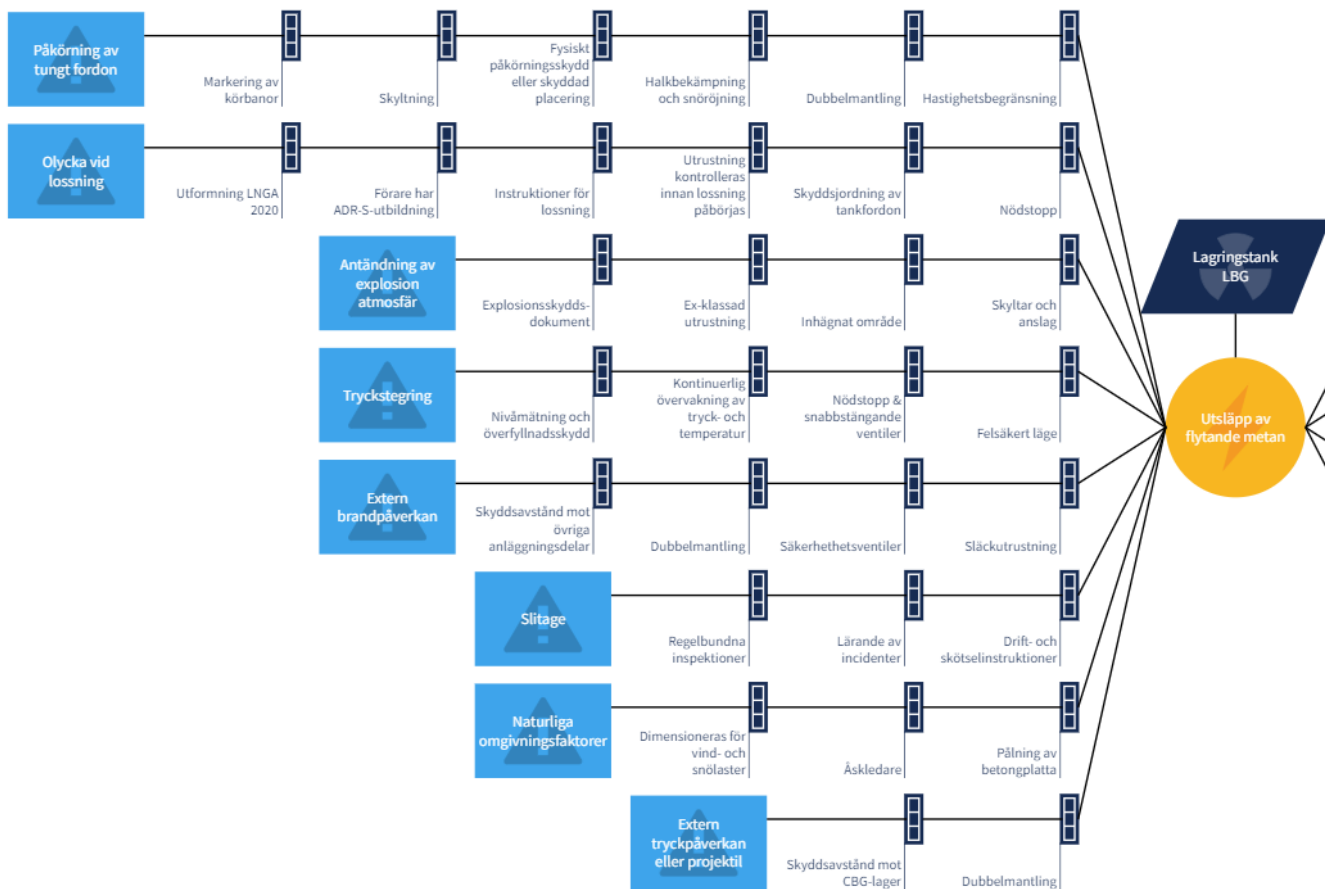 Påkörning av
tungt fordon
Markering av
körbanor
Skyltning
Fysiskt
påkörningsskydd
eller skyddad
placering
Halkbekämpning
och snöröjning
Dubbelmantling
Hastighetsbegränsning
Olycka vid
lossning
Utformning LNGA
2020
Förare har
ADR-S-utbildning
Instruktioner för
lossning
Utrustning
kontrolleras
innan lossning
påbörjas
Skyddsjordning av
tankfordon
Nödstopp
Antändning av
explosion
atmosfär
Explosionsskydds-
dokument
Ex-klassad
utrustning
Inhägnat område
Skyltar och
anslag
Lagringstank
LBG
Tryckstegring
Nivåmätning och
överfyllnadsskydd
Kontinuerlig
övervakning av
tryck- och
temperatur
Nödstopp &
snabbstängande
ventiler
Felsäkert läge
Utsläpp av
flytande metan
Extern
brandpåverkan
Skyddsavstånd mot
övriga
anläggningsdelar
Dubbelmantling
Säkerhethetsventiler
Släckutrustning
Slitage
Regelbundna
inspektioner
Lärande av
incidenter
Drift- och
skötselinstruktioner
Naturliga
omgivningsfaktorer
Dimensioneras för
vind- och
snölaster
Åskledare
Pålning av
betongplatta
Extern
tryckpåverkan
eller projektil
Skyddsavstånd mot
CBG-lager
Dubbelmantling